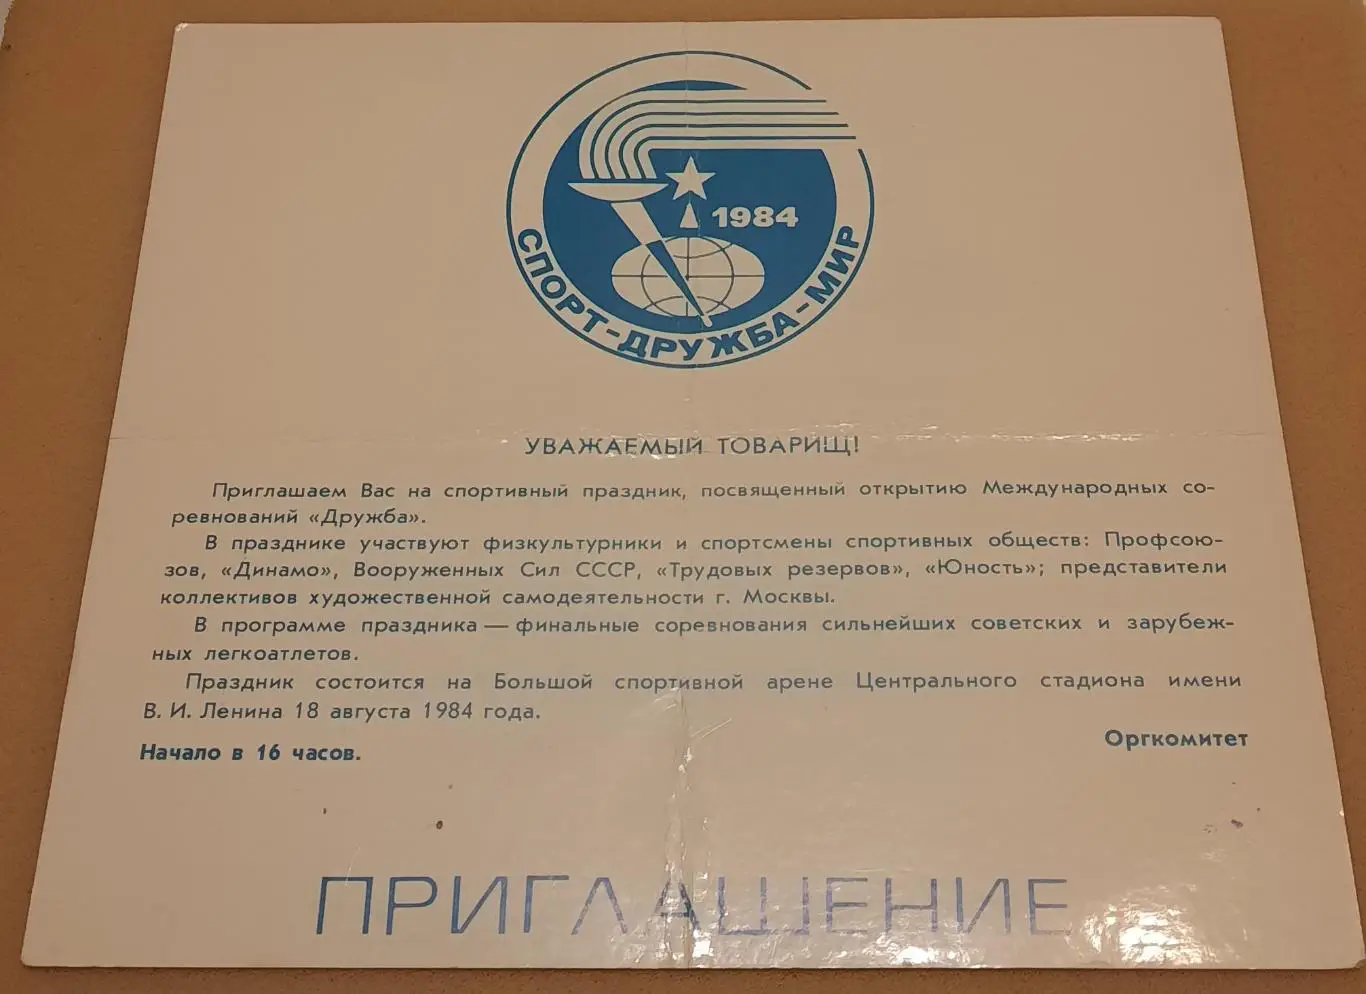 1984
СПОРТ-ДРУЖБА-МИР
УВАЖАЕМЫЙ ТОВАРИЩ!
Приглашаем Вас на спортивный праздник, посвященный открытию Международных со-
ревнований «Дружба».
В празднике участвуют физкультурники и спортсмены спортивных обществ: Профсою-
зов, «Динамо», Вооруженных Сил СССР, «Трудовых резервов», «Юность»; представители
коллективов художественной самодеятельности г. Москвы.
В программе праздника — финальные соревнования сильнейших советских и зарубеж-
ных легкоатлетов.
Праздник состоится на Большой спортивной арене Центрального стадиона имени
В. И. Ленина 18 августа 1984 года.
Начало в 16 часов.
Оргкомитет
ПРИГЛАШЕНИЕ